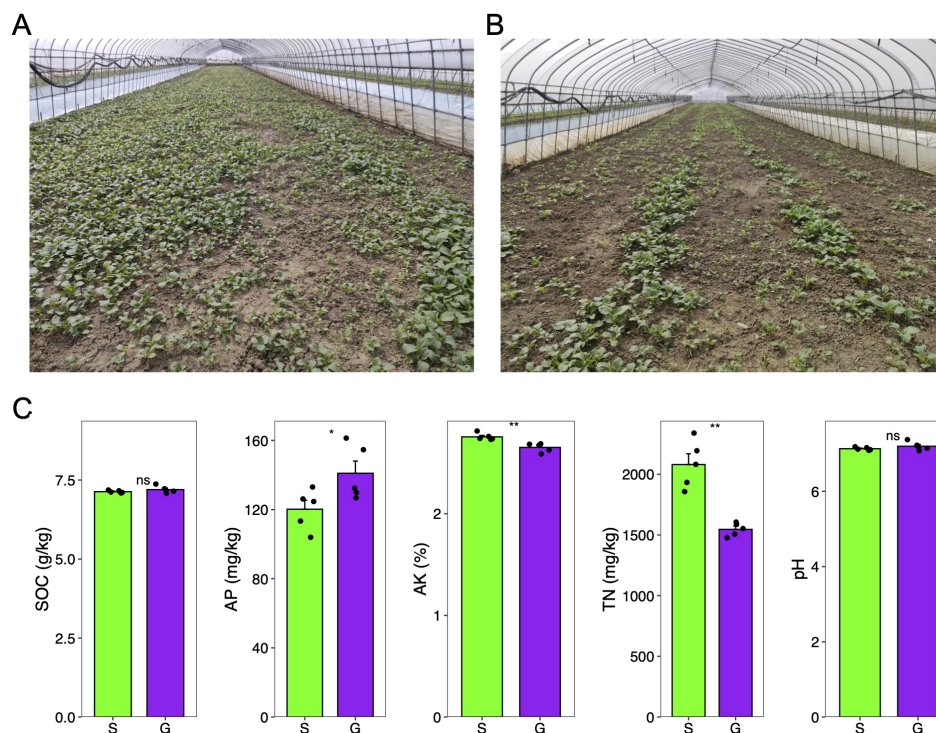 A
B
C
SOC (g/kg)
7.5
5.0
2.5
0.0
ns
S
G
AP (mg/kg)
160
120
80
40
0
*
S
G
AK (%)
2
1
0
**
S
G
TN (mg/kg)
2000
1500
1000
500
0
**
S
G
pH
6
4
2
0
ns
S
G